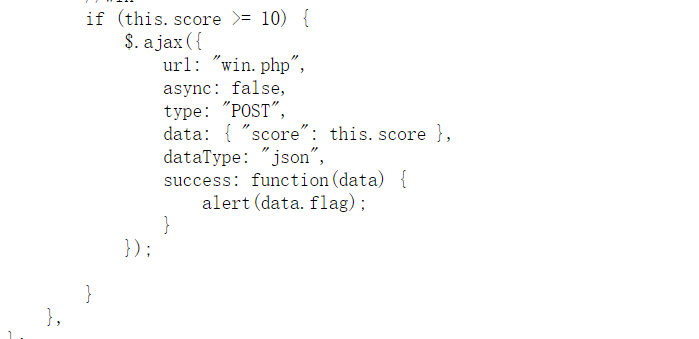 if (this.score >= 10) {
$.ajax({
url: "win.php",
async: false,
type: "POST",
data: { "score": this.score },
dataType: "json",
success: function(data) {
alert(data.flag);
}
});
}
},